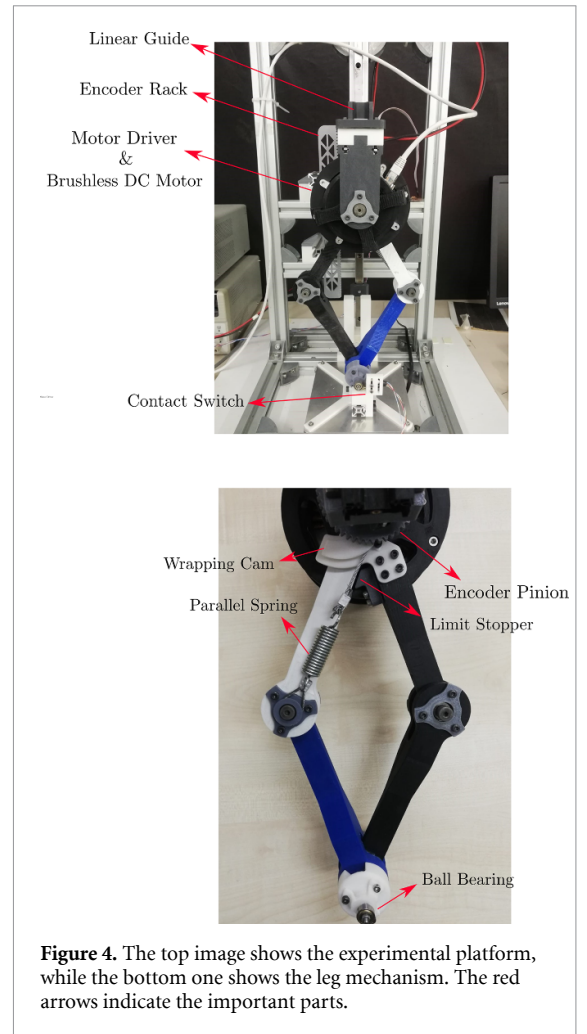 Linear Guide
Encoder Rack
Motor Driver
&
Brushless DC Motor
Contact Switch
Wrapping Cam
Parallel Spring
Encoder Pinion
Limit Stopper
Ball Bearing
Figure 4. The top image shows the experimental platform,
while the bottom one shows the leg mechanism. The red
arrows indicate the important parts.